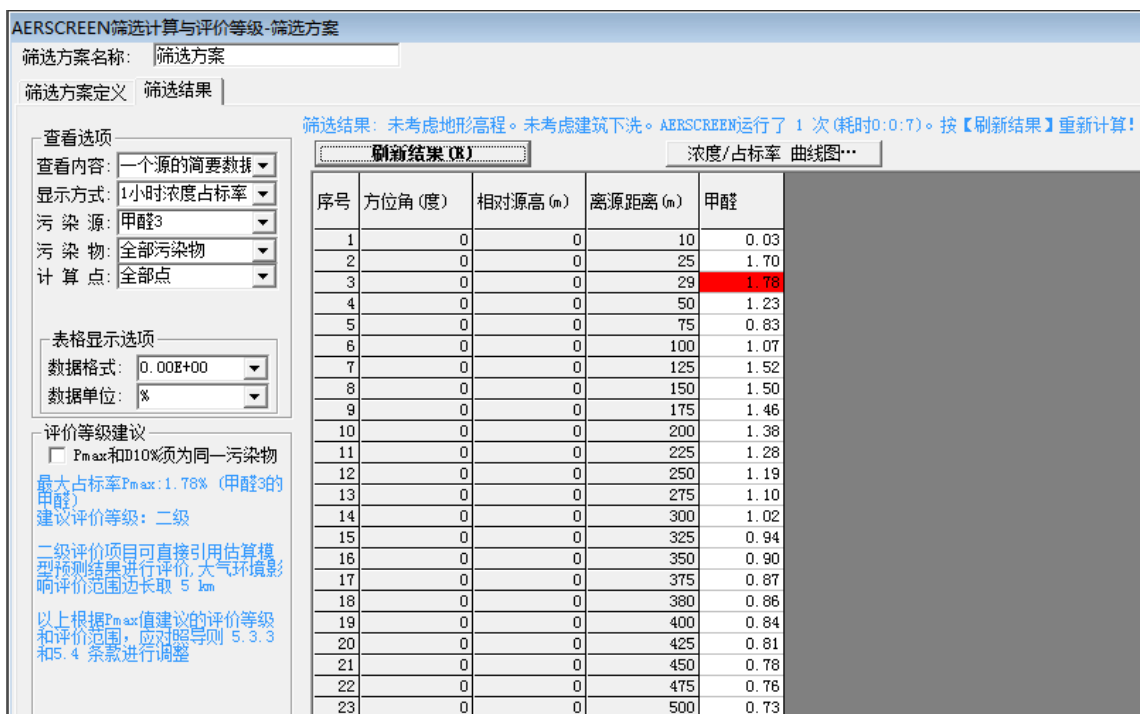 AERSCREEN筛选计算与评价等级-筛选方案
筛选方案名称: 筛选方案
筛选方案定义 筛选结果
筛选结果: 未考虑地形高程。未考虑建筑下洗。AERSCREEN运行了 1 次(耗时0:0:7)。按【刷新结果】重新计算!
刷新结果(R) 浓度/占标率 曲线图…
查看选项
查看内容: 一个源的简要数据
显示方式: 1小时浓度占标率
污 染 源: 甲醛3
污 染 物: 全部污染物
计 算 点: 全部点
表格显示选项
数据格式: 0.00E+00
数据单位: %
评价等级建议
Pmax和D10%须为同一污染物
最大占标率Pmax:1.78% (甲醛3的
甲醛)
建议评价等级: 二级
二级评价项目可直接引用估算模
型预测结果进行评价,大气环境影
响评价范围边长取 5 km
以上根据Pmax值建议的评价等级
和评价范围,应对照导则 5.3.3
和5.4 条款进行调整
序号 方位角(度) 相对源高(m) 离源距离(m) 甲醛
1 0 0 10 0.03
2 0 0 25 1.70
3 0 0 29 1.78
4 0 0 50 1.23
5 0 0 75 0.83
6 0 0 100 1.07
7 0 0 125 1.52
8 0 0 150 1.50
9 0 0 175 1.46
10 0 0 200 1.38
11 0 0 225 1.28
12 0 0 250 1.19
13 0 0 275 1.10
14 0 0 300 1.02
15 0 0 325 0.94
16 0 0 350 0.90
17 0 0 375 0.87
18 0 0 380 0.86
19 0 0 400 0.84
20 0 0 425 0.81
21 0 0 450 0.78
22 0 0 475 0.76
23 0 0 500 0.73